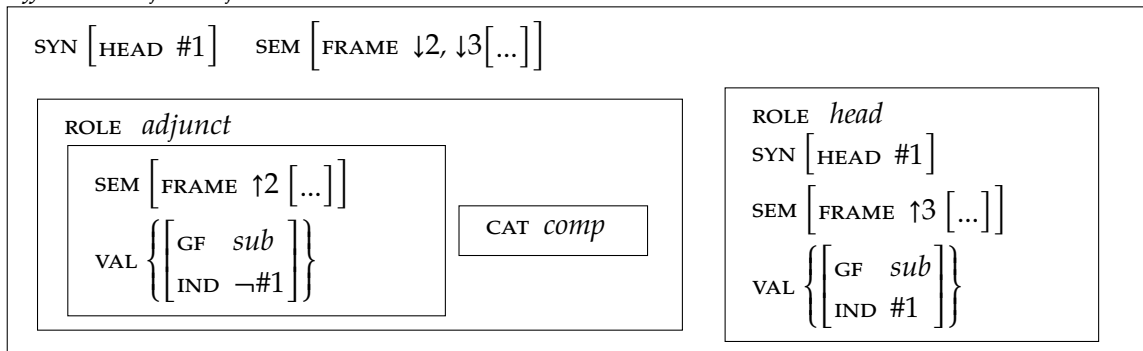 SYN [HEAD #1] SEM [FRAME ↓2, ↓3[...]]
ROLE adjunct
SEM [FRAME ↑2 [...]]
VAL {[GF sub
IND ¬#1]}
CAT comp
ROLE head
SYN [HEAD #1]
SEM [FRAME ↑3 [...]]
VAL {[GF sub
IND #1]}